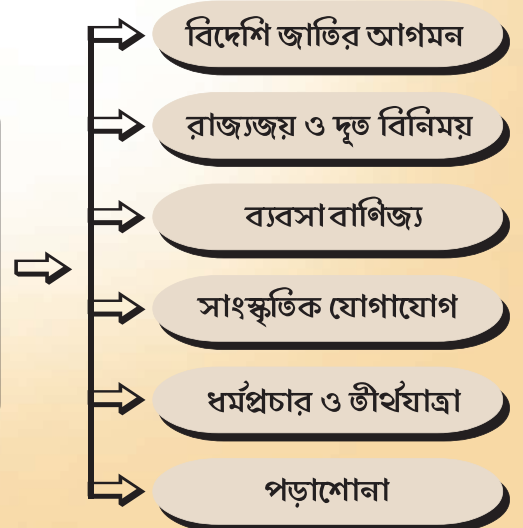 বিদেশি জাতির আগমন
রাজ্যজয় ও দূত বিনিময়
ব্যবসা বাণিজ্য
সাংস্কৃতিক যোগাযোগ
ধর্মপ্রচার ও তীর্থযাত্রা
পড়াশোনা